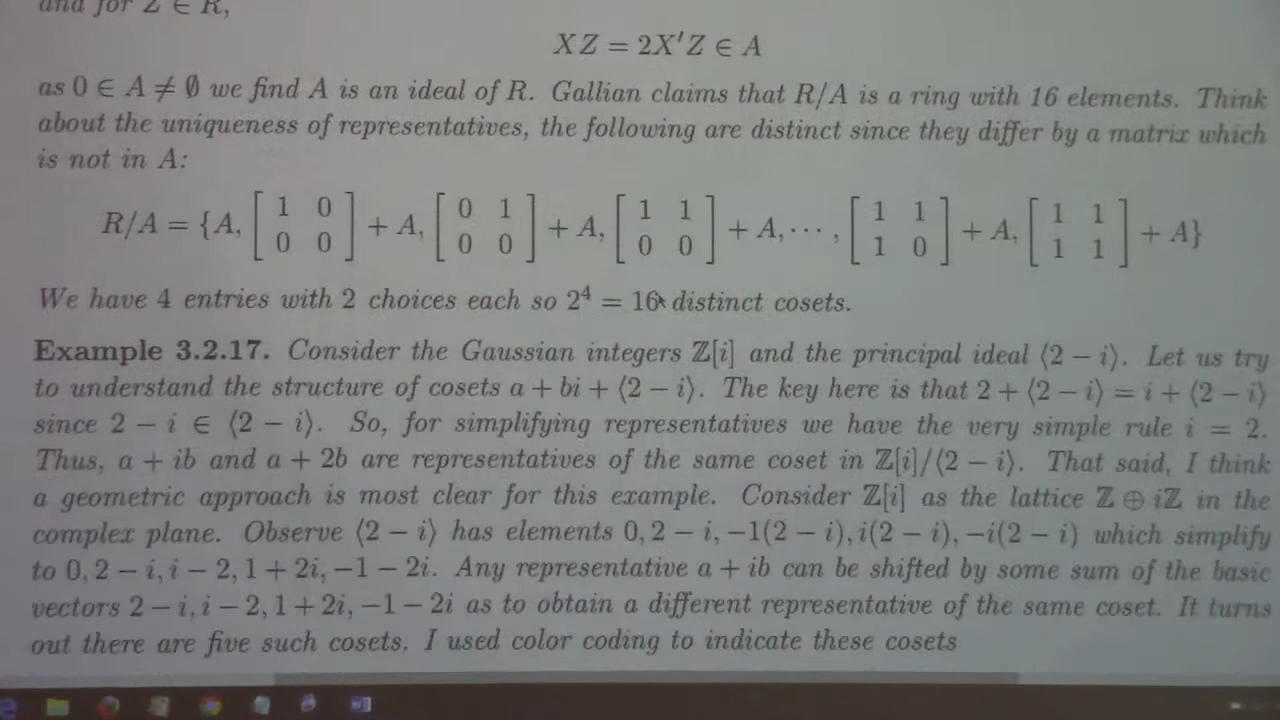 and for Z ∈ R,
XZ = 2X′Z ∈ A
as 0 ∈ A ≠ ∅ we find A is an ideal of R. Gallian claims that R/A is a ring with 16 elements. Think
about the uniqueness of representatives, the following are distinct since they differ by a matrix which
is not in A:
R/A = {A, [1 0; 0 0] + A, [0 1; 0 0] + A, [1 1; 0 0] + A, ··· , [1 1; 1 0] + A, [1 1; 1 1] + A}
We have 4 entries with 2 choices each so 2⁴ = 16 distinct cosets.
Example 3.2.17. Consider the Gaussian integers ℤ[i] and the principal ideal ⟨2 − i⟩. Let us try
to understand the structure of cosets a + bi + ⟨2 − i⟩. The key here is that 2 + ⟨2 − i⟩ = i + ⟨2 − i⟩
since 2 − i ∈ ⟨2 − i⟩. So, for simplifying representatives we have the very simple rule i = 2.
Thus, a + ib and a + 2b are representatives of the same coset in ℤ[i]/⟨2 − i⟩. That said, I think
a geometric approach is most clear for this example. Consider ℤ[i] as the lattice ℤ ⊕ iℤ in the
complex plane. Observe ⟨2 − i⟩ has elements 0, 2 − i, −1(2 − i), i(2 − i), −i(2 − i) which simplify
to 0, 2 − i, i − 2, 1 + 2i, −1 − 2i. Any representative a + ib can be shifted by some sum of the basic
vectors 2 − i, i − 2, 1 + 2i, −1 − 2i as to obtain a different representative of the same coset. It turns
out there are five such cosets. I used color coding to indicate these cosets